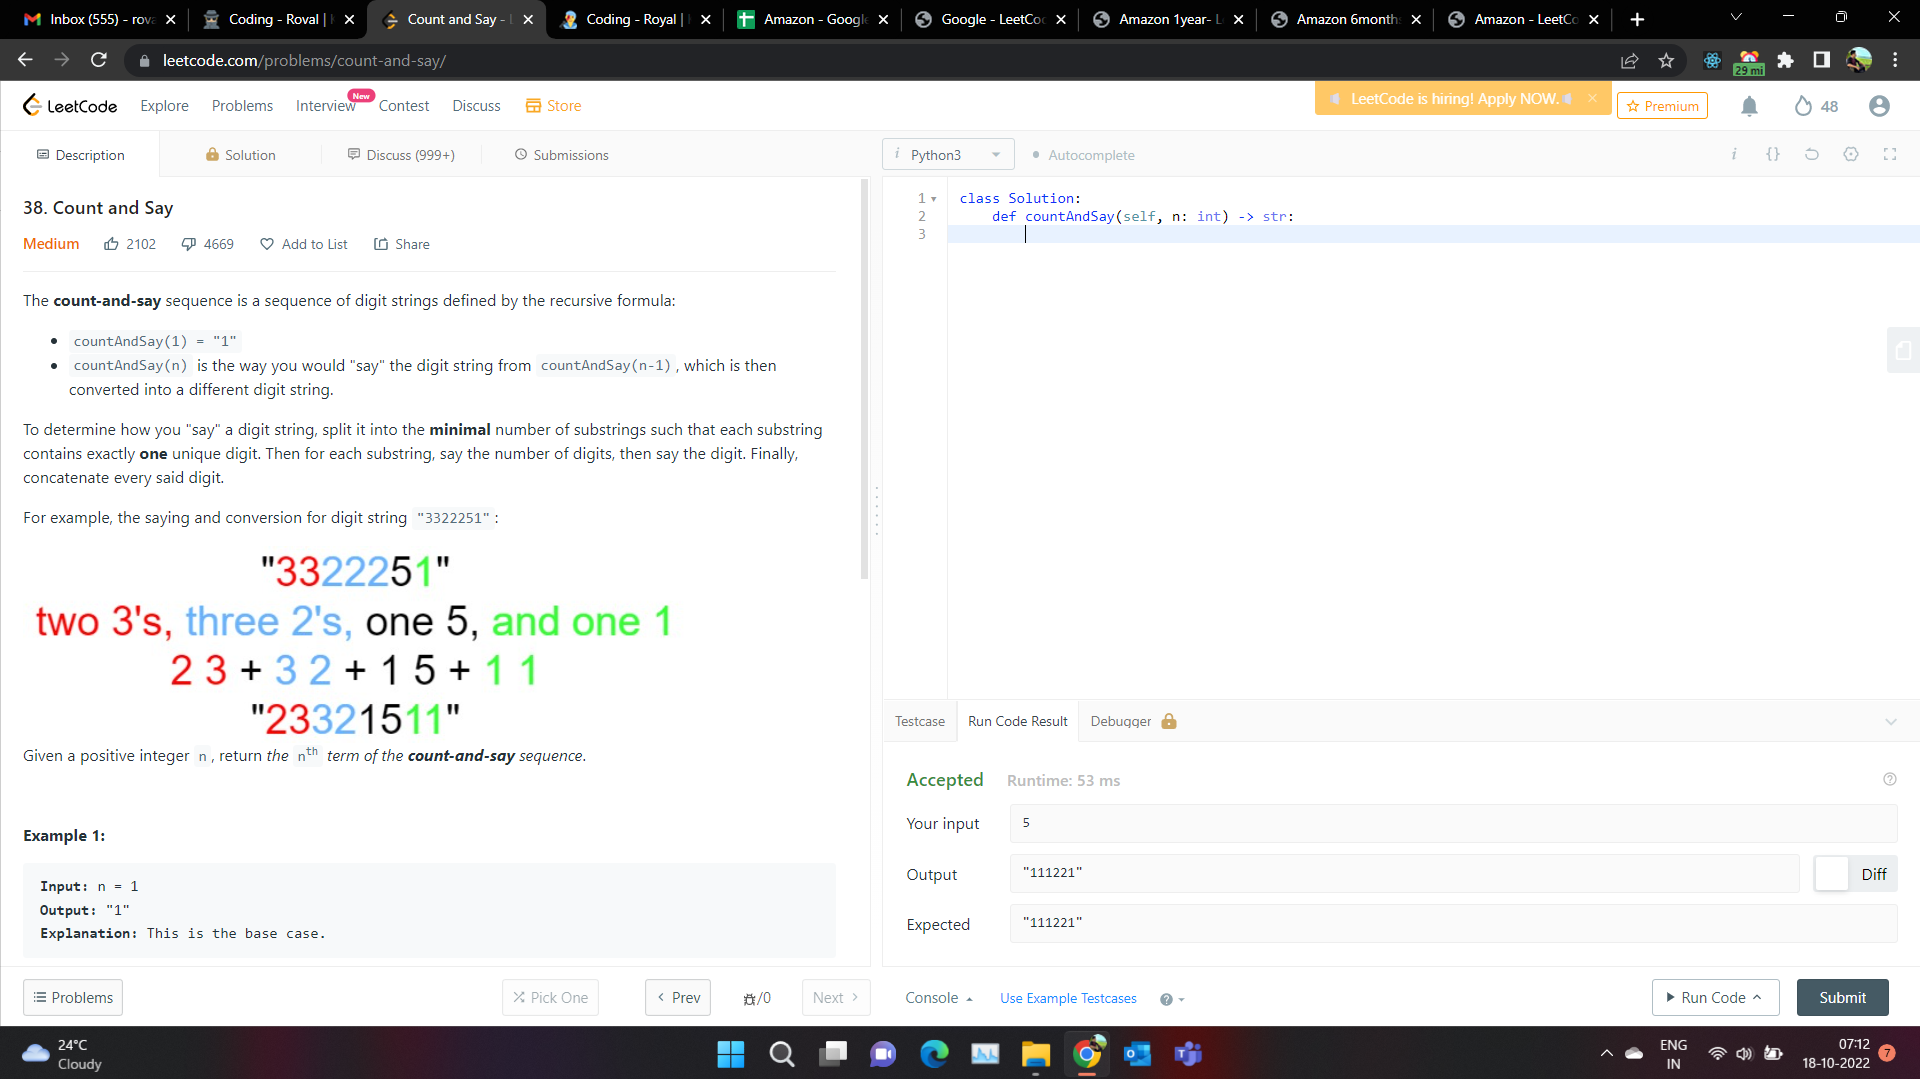 Inbox (555) - rova
Coding - Roval |
Count and Say - L
Coding - Royal |
Amazon - Google
Google - LeetCo
Amazon 1year- L
Amazon 6month
Amazon - LeetCo
leetcode.com/problems/count-and-say/
29 mi
LeetCode
Explore
Problems
Interview
New
Contest
Discuss
Store
LeetCode is hiring! Apply NOW.
Premium
48
Description
Solution
Discuss (999+)
Submissions
i Python3
Autocomplete
i {}
38. Count and Say
Medium
2102
4669
Add to List
Share
The count-and-say sequence is a sequence of digit strings defined by the recursive formula:
• countAndSay(1) = "1"
• countAndSay(n) is the way you would "say" the digit string from countAndSay(n-1), which is then
converted into a different digit string.
To determine how you "say" a digit string, split it into the minimal number of substrings such that each substring
contains exactly one unique digit. Then for each substring, say the number of digits, then say the digit. Finally,
concatenate every said digit.
For example, the saying and conversion for digit string "3322251":
"3322251"
two 3's, three 2's, one 5, and one 1
2 3 + 3 2 + 1 5 + 1 1
"23321511"
Given a positive integer n, return the nth term of the count-and-say sequence.
Example 1:
Input: n = 1
Output: "1"
Explanation: This is the base case.
1 class Solution:
2 def countAndSay(self, n: int) -> str:
3
Testcase
Run Code Result
Debugger
Accepted
Runtime: 53 ms
Your input
5
Output
"111221"
Diff
Expected
"111221"
Problems
Pick One
Prev
/0
Next
Console
Use Example Testcases
Run Code
Submit
24°C
Cloudy
ENG
IN
07:12
18-10-2022
7